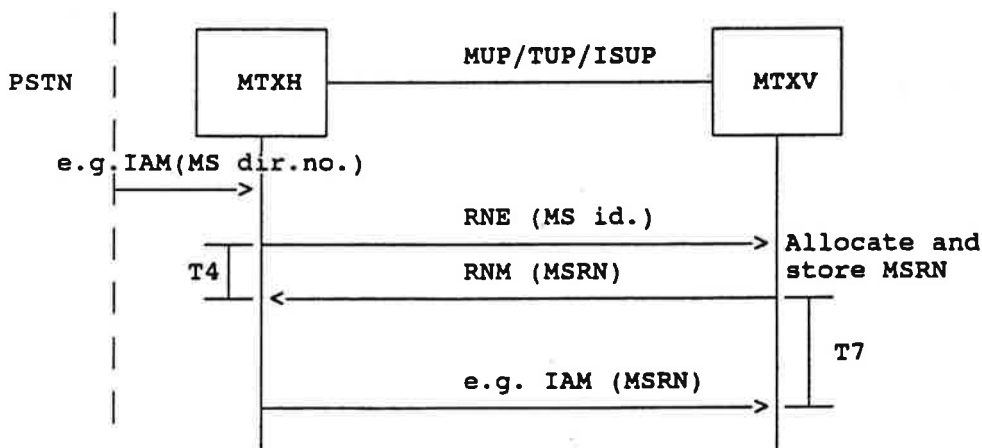 MUP/TUP/ISUP
PSTN
MTXH
MTXV
e.g.IAM(MS dir.no.)
RNE (MS id.)
Allocate and
store MSRN
T4
RNM (MSRN)
T7
e.g. IAM (MSRN)